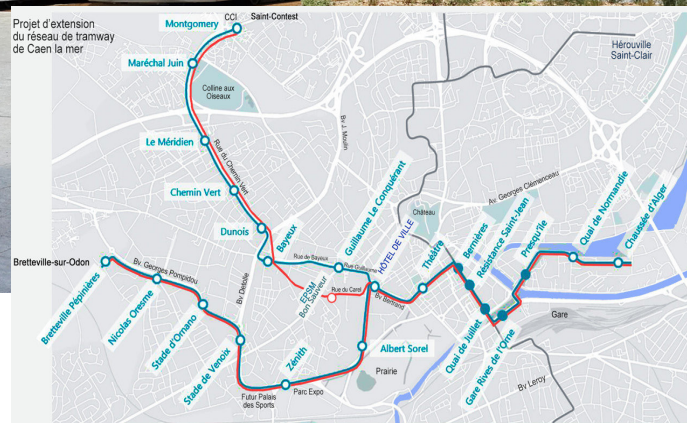 Projet d'extension
du réseau de tramway
de Caen la mer
CCI
Saint-Contest
Montgomery
Maréchal Juin
Colline aux
Oiseaux
Hérouville
Saint-Clair
Bv J. Moulin
Le Méridien
Rue du Chemin Vert
Chemin Vert
Dunois
Bayeux
Rue de Bayeux
Guillaume Le Conquérant
Rue Guillaume
HÔTEL DE VILLE
Château
Av. Georges Clémenceau
Théâtre
Bernières
Résistance Saint-Jean
Presqu'île
Quai de Normandie
Chaussée d'Alger
Bretteville-sur-Odon
Bretteville Pépinières
Bv. Georges Pompidou
Nicolas Oresme
Stade d'Ornano
Bv Detolle
Stade de Venoix
EPSM
Bon Sauveur
Rue du Carel
Bv Bertrand
Zénith
Albert Sorel
Prairie
Parc Expo
Futur Palais
des Sports
Quai de Juillet
Gare Rives de l'Orne
Gare
Bv Leroy